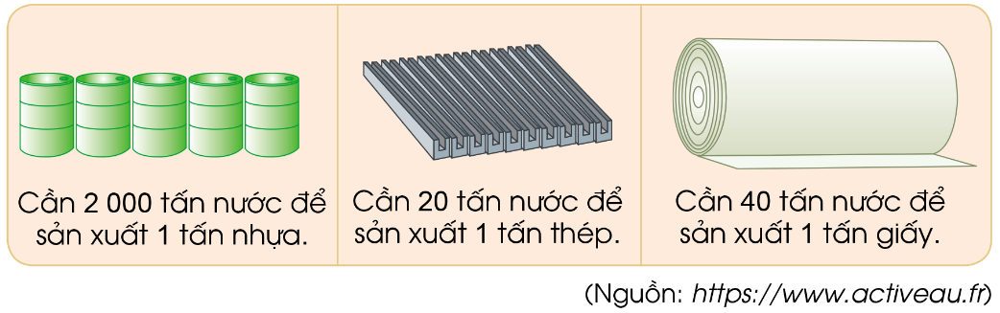 Cần 2 000 tấn nước để
sản xuất 1 tấn nhựa.
Cần 20 tấn nước để
sản xuất 1 tấn thép.
Cần 40 tấn nước để
sản xuất 1 tấn giấy.
(Nguồn: https://www.activeau.fr)